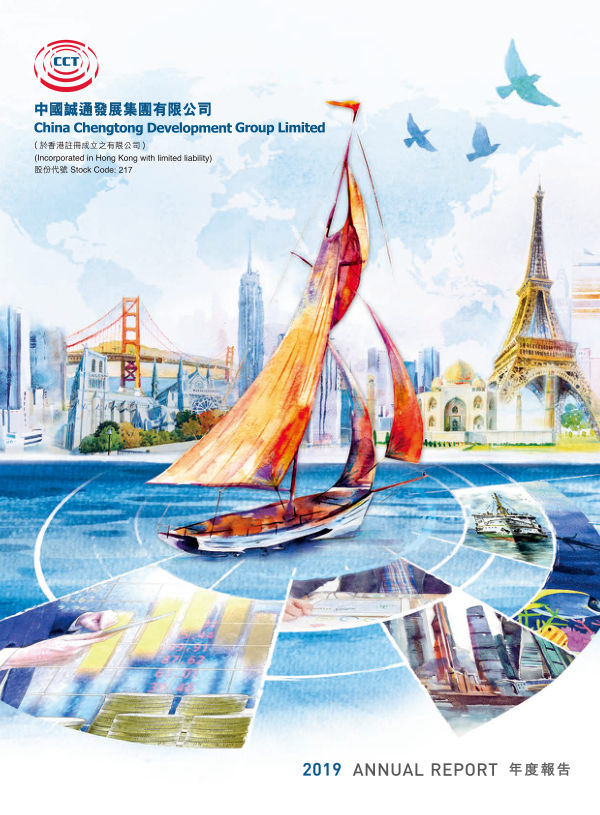 CCT
中國誠通發展集團有限公司
China Chengtong Development Group Limited
(於香港註冊成立之有限公司)
(Incorporated in Hong Kong with limited liability)
股份代號 Stock Code: 217
2019 ANNUAL REPORT 年度報告